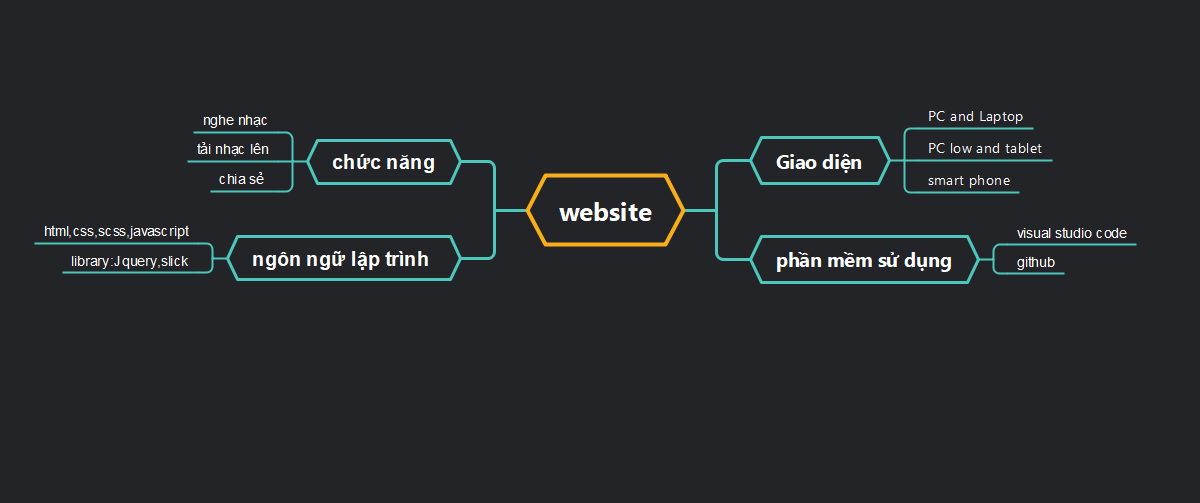 website
chức năng
nghe nhạc
tải nhạc lên
chia sẻ
ngôn ngữ lập trình
html,css,scss,javascript
library:Jquery,slick
Giao diện
PC and Laptop
PC low and tablet
smart phone
phần mềm sử dụng
visual studio code
github